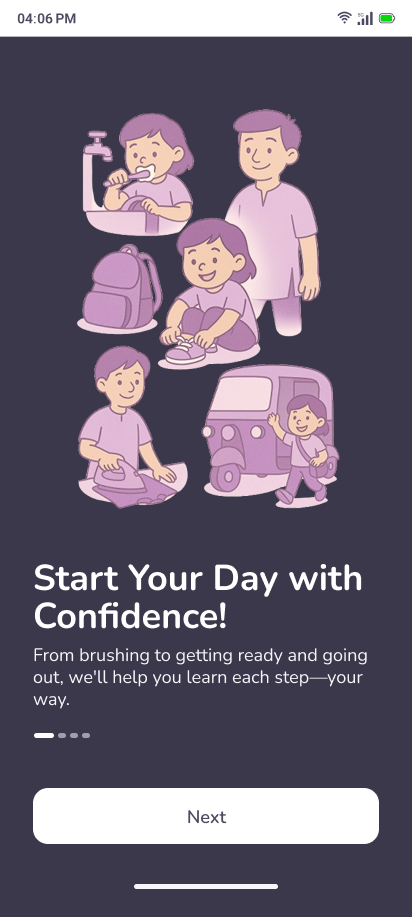 04:06 PM
Start Your Day with
Confidence!
From brushing to getting ready and going
out, we'll help you learn each step—your
way.
Next